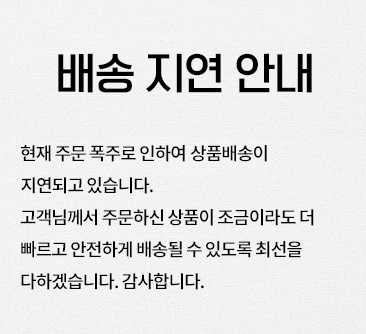 배송 지연 안내
현재 주문 폭주로 인하여 상품배송이
지연되고 있습니다.
고객님께서 주문하신 상품이 조금이라도 더
빠르고 안전하게 배송될 수 있도록 최선을
다하겠습니다. 감사합니다.